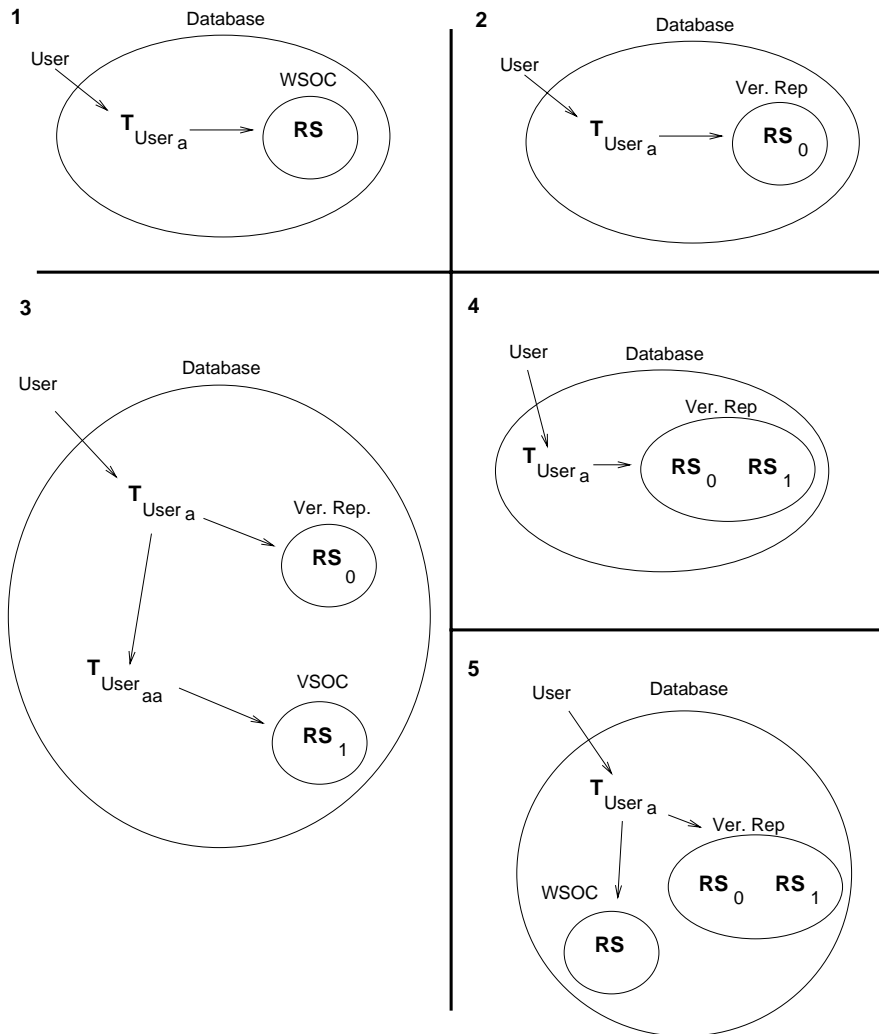 1
Database
User
WSOC
T User a
RS
2
Database
User
Ver. Rep
T User a
RS 0
3
Database
User
T User a
Ver. Rep.
RS 0
T User aa
VSOC
RS 1
4
User
Database
Ver. Rep
T User a
RS 0 RS 1
5
User
Database
T User a
Ver. Rep
RS 0 RS 1
WSOC
RS